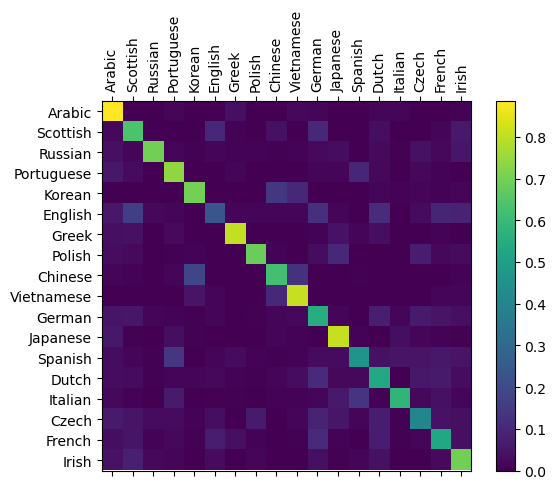 Arabic
Scottish
Russian
Portuguese
Korean
English
Greek
Polish
Chinese
Vietnamese
German
Japanese
Spanish
Dutch
Italian
Czech
French
Irish
Arabic
Scottish
Russian
Portuguese
Korean
English
Greek
Polish
Chinese
Vietnamese
German
Japanese
Spanish
Dutch
Italian
Czech
French
Irish
0.8
0.7
0.6
0.5
0.4
0.3
0.2
0.1
0.0